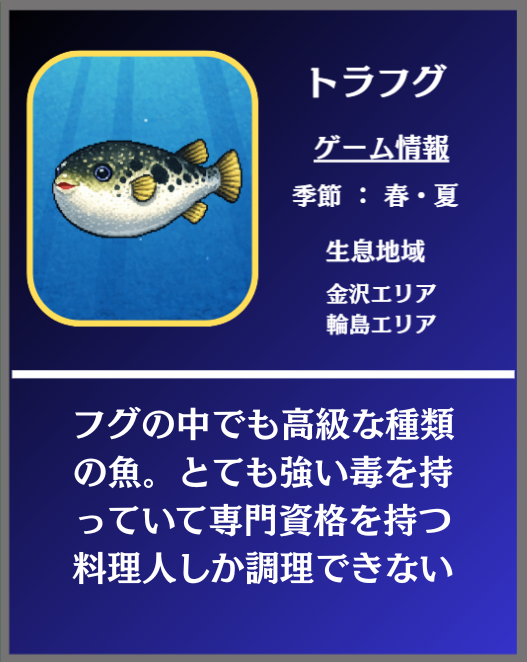 トラフグ
ゲーム情報
季節 ： 春・夏
生息地域
金沢エリア
輪島エリア
フグの中でも高級な種類
の魚。とても強い毒を持
っていて専門資格を持つ
料理人しか調理できない